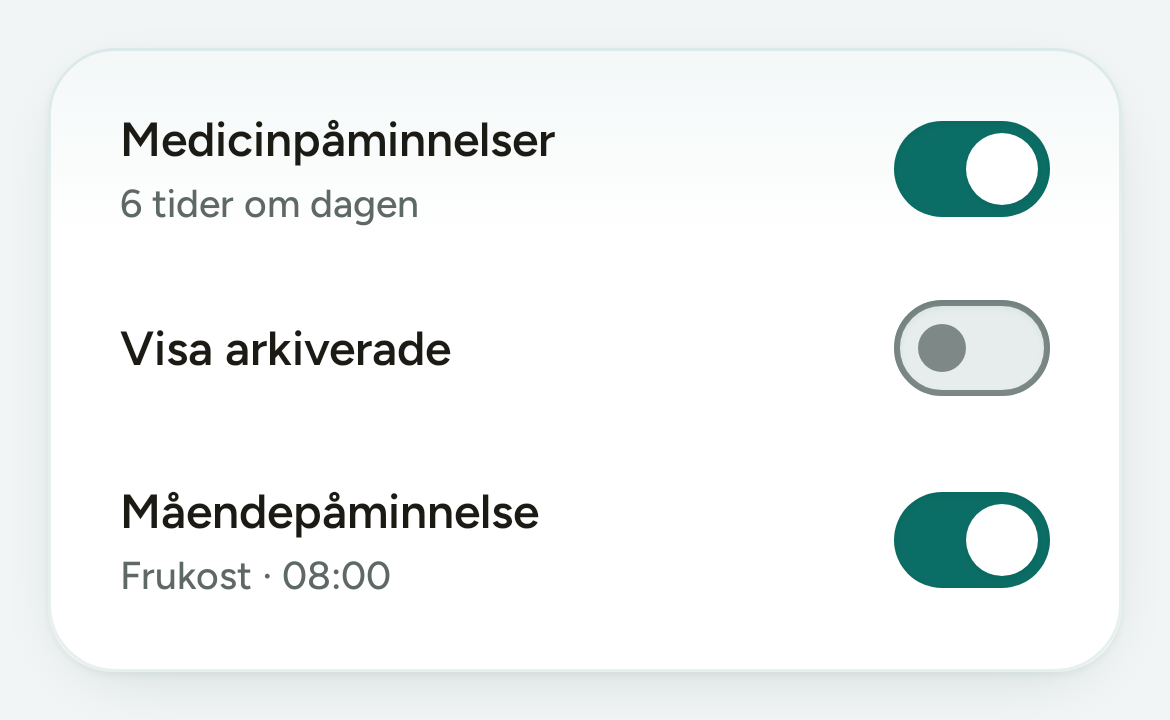 Medicinpåminnelser
6 tider om dagen
Visa arkiverade
Måendepåminnelse
Frukost · 08:00